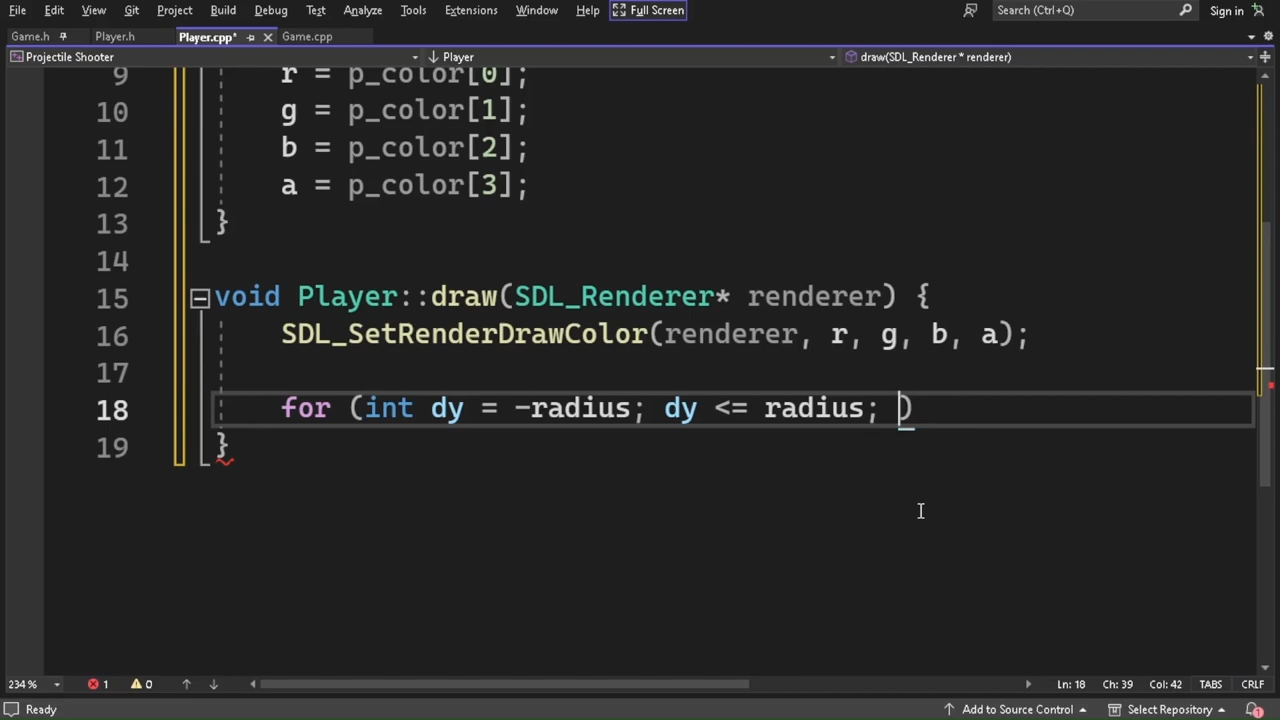 File Edit View Git Project Build Debug Test Analyze Tools Extensions Window Help Full Screen Search (Ctrl+Q) Sign in
Game.h Player.h Player.cpp* Game.cpp
Projectile Shooter Player draw(SDL_Renderer * renderer)
9 r = p_color[0];
10 g = p_color[1];
11 b = p_color[2];
12 a = p_color[3];
13 }
14
15 void Player::draw(SDL_Renderer* renderer) {
16 SDL_SetRenderDrawColor(renderer, r, g, b, a);
17
18 for (int dy = -radius; dy <= radius; )
19 }
234 % 1 0 Ln: 18 Ch: 39 Col: 42 TABS CRLF
Ready Add to Source Control Select Repository 1